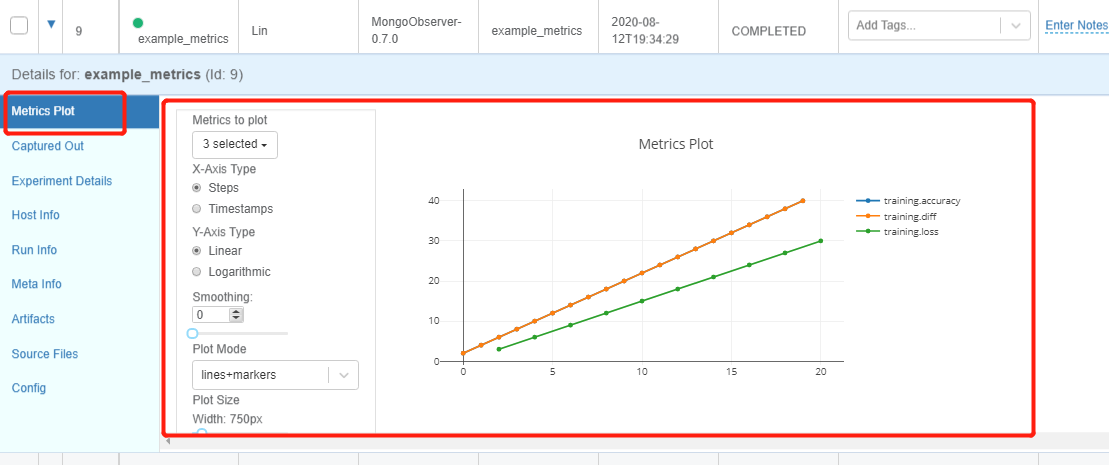 9
example_metrics
Lin
MongoObserver-
0.7.0
example_metrics
2020-08-
12T19:34:29
COMPLETED
Add Tags...
Enter Notes
Details for: example_metrics (Id: 9)
Metrics Plot
Captured Out
Experiment Details
Host Info
Run Info
Meta Info
Artifacts
Source Files
Config
Metrics to plot
3 selected
X-Axis Type
Steps
Timestamps
Y-Axis Type
Linear
Logarithmic
Smoothing:
0
Plot Mode
lines+markers
Plot Size
Width: 750px
Metrics Plot
40
30
20
10
0
0
5
10
15
20
training.accuracy
training.diff
training.loss